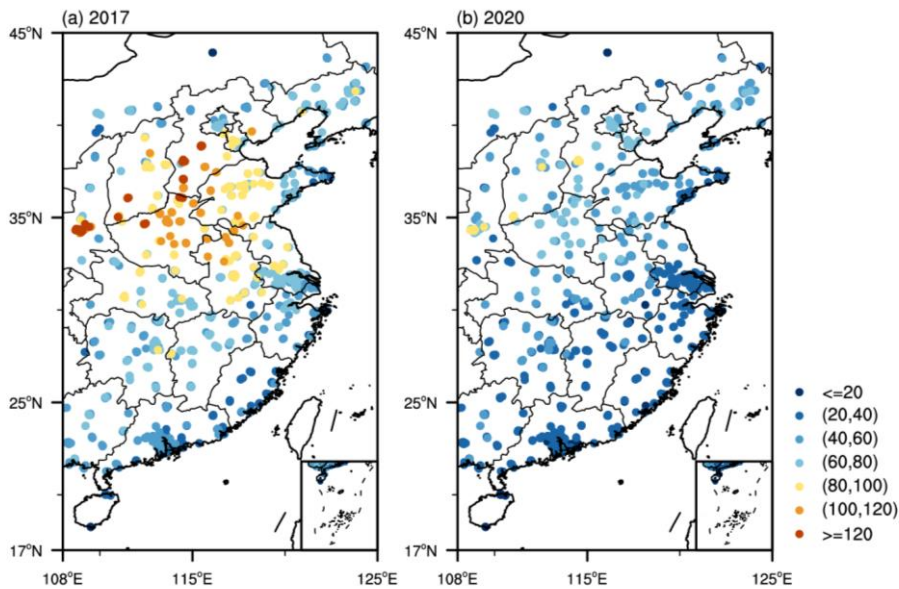 (a) 2017
(b) 2020
45°N
45°N
35°N
35°N
25°N
25°N
17°N
17°N
108°E
115°E
125°E
108°E
115°E
125°E
<=20
(20,40)
(40,60)
(60,80)
(80,100)
(100,120)
>=120